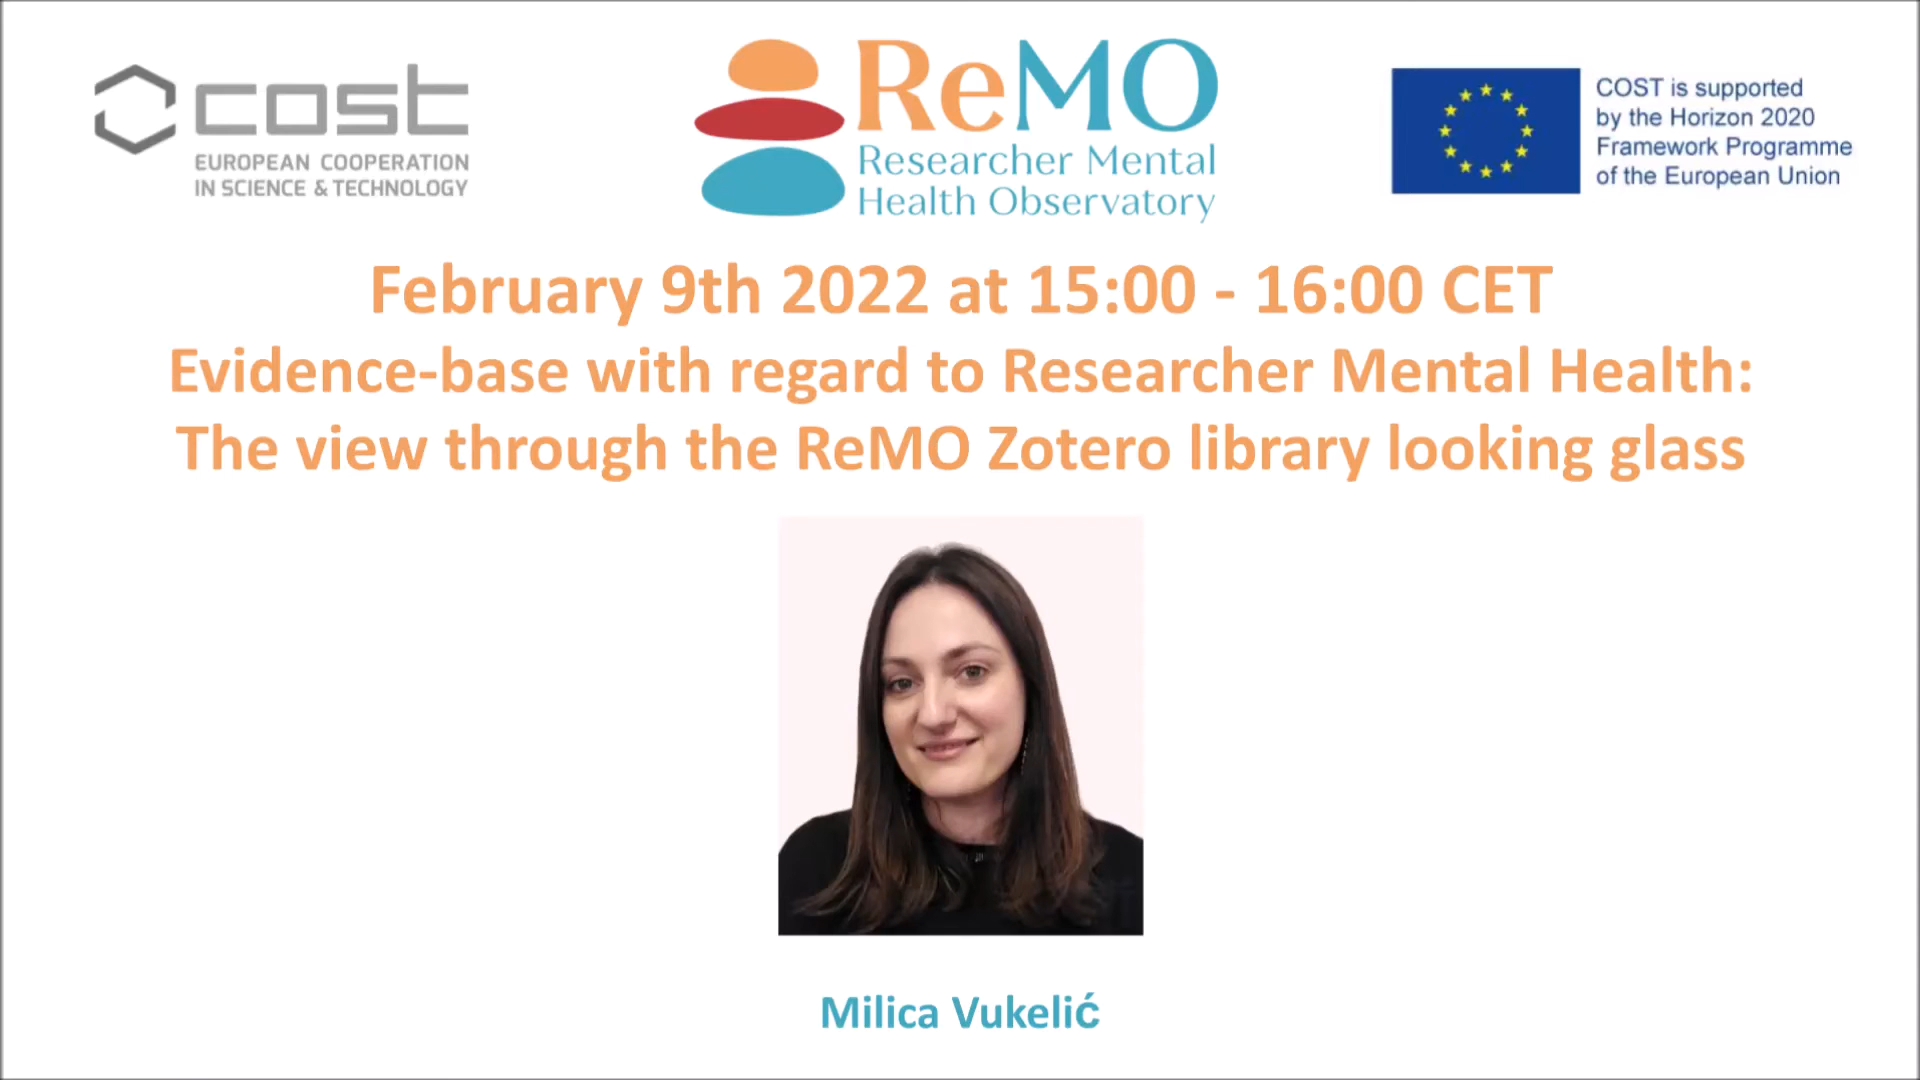 cost
EUROPEAN COOPERATION
IN SCIENCE & TECHNOLOGY
ReMO
Researcher Mental
Health Observatory
COST is supported
by the Horizon 2020
Framework Programme
of the European Union
February 9th 2022 at 15:00 - 16:00 CET
Evidence-base with regard to Researcher Mental Health:
The view through the ReMO Zotero library looking glass
Milica Vukelić